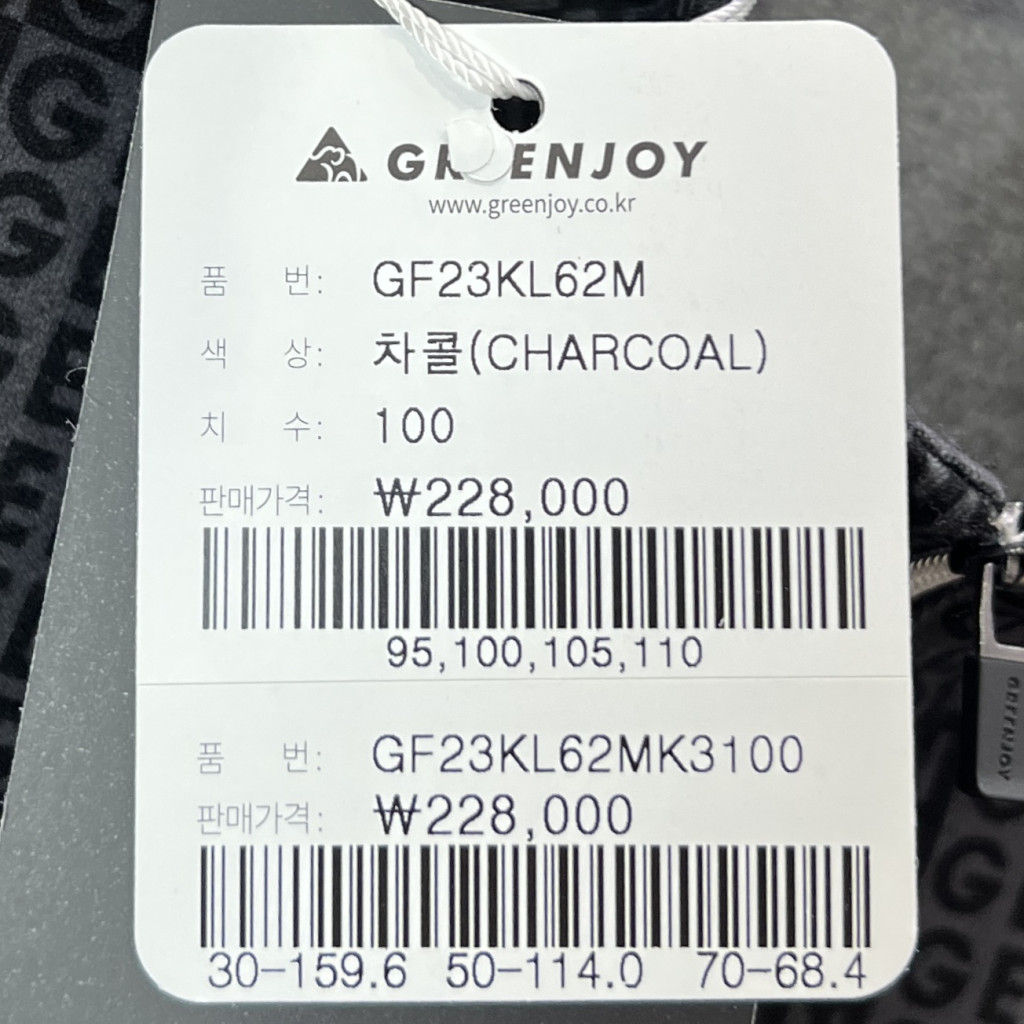 GREENJOY
www.greenjoy.co.kr
품 번: GF23KL62M
색 상: 차콜(CHARCOAL)
치 수: 100
판매가격: ₩228,000
95,100,105,110
품 번: GF23KL62MK3100
판매가격: ₩228,000
30-159.6 50-114.0 70-68.4
GREENJOY